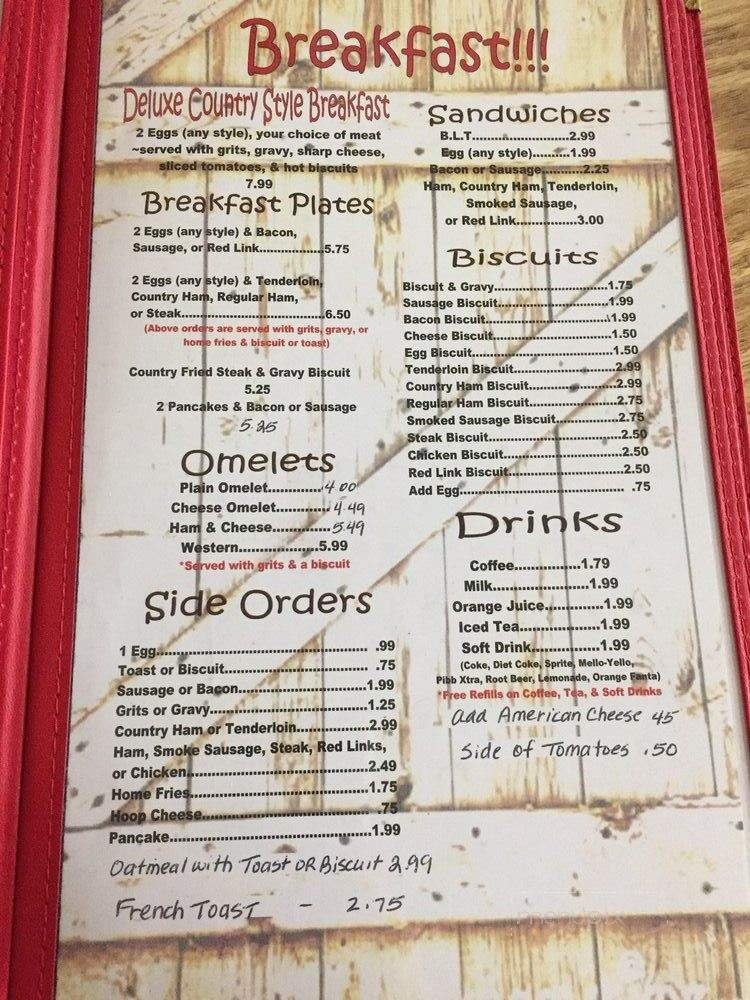 Breakfast!!!
Deluxe Country Style Breakfast
2 Eggs (any style), your choice of meat
~served with grits, gravy, sharp cheese,
sliced tomatoes, & hot biscuits
7.99
Breakfast Plates
2 Eggs (any style) & Bacon,
Sausage, or Red Link.................5.75
2 Eggs (any style) & Tenderloin,
Country Ham, Regular Ham,
or Steak......................................6.50
(Above orders are served with grits, gravy, or
home fries & biscuit or toast)
Country Fried Steak & Gravy Biscuit
5.25
2 Pancakes & Bacon or Sausage
5.25
Omelets
Plain Omelet.............4.00
Cheese Omelet.............4.49
Ham & Cheese..............5.49
Western....................5.99
*Served with grits & a biscuit
Side Orders
1 Egg...................................................... .99
Toast or Biscuit..................................... .75
Sausage or Bacon.................................1.99
Grits or Gravy........................................1.25
Country Ham or Tenderloin..................2.99
Ham, Smoke Sausage, Steak, Red Links,
or Chicken..............................................2.49
Home Fries.............................................1.75
Hoop Cheese...........................................75
Pancake...................................................1.99
Oatmeal with Toast OR Biscuit 2.99
French Toast - 2.75
Sandwiches
B.L.T.........................2.99
Egg (any style)..........1.99
Bacon or Sausage...........2.25
Ham, Country Ham, Tenderloin,
Smoked Sausage,
or Red Link................3.00
Biscuits
Biscuit & Gravy............................1.75
Sausage Biscuit............................1.99
Bacon Biscuit...............................1.99
Cheese Biscuit.............................1.50
Egg Biscuit...................................1.50
Tenderloin Biscuit........................2.99
Country Ham Biscuit.....................2.99
Regular Ham Biscuit.....................2.75
Smoked Sausage Biscuit...............2.75
Steak Biscuit.................................2.50
Chicken Biscuit.............................2.50
Red Link Biscuit............................2.50
Add Egg......................................... .75
Drinks
Coffee.................1.79
Milk.........................1.99
Orange Juice...............1.99
Iced Tea.....................1.99
Soft Drink..................1.99
(Coke, Diet Coke, Sprite, Mello-Yello,
Pibb Xtra, Root Beer, Lemonade, Orange Fanta)
*Free Refills on Coffee, Tea, & Soft Drinks
add American Cheese 45
Side of Tomatoes .50